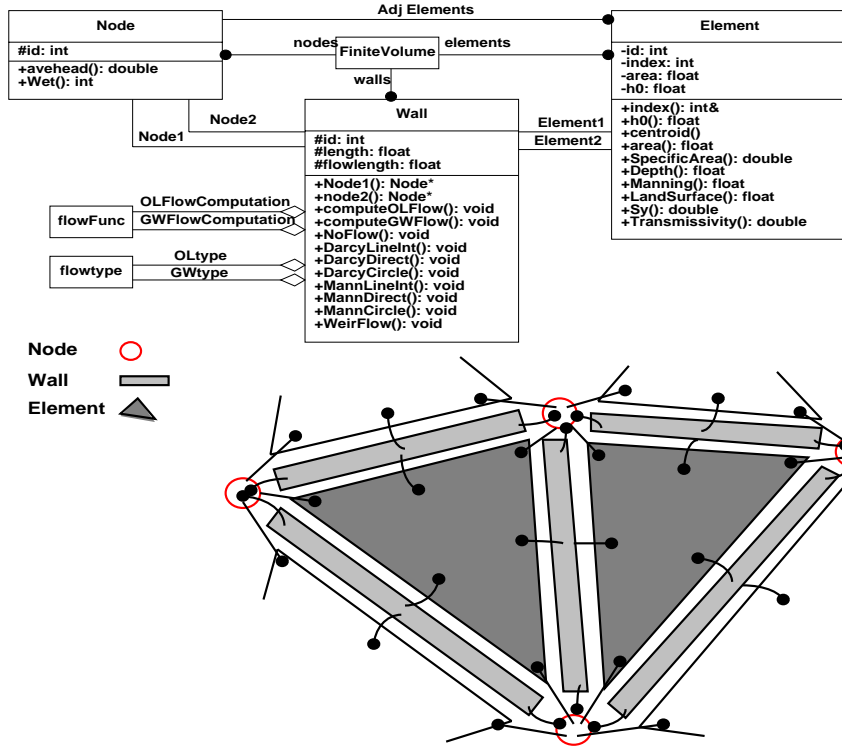 Node
#id: int
+avehead(): double
+Wet(): int
Adj Elements
nodes
FiniteVolume
elements
walls
Element
-id: int
-index: int
-area: float
-h0: float
+index(): int&
+h0(): float
+centroid()
+area(): float
+SpecificArea(): double
+Depth(): float
+Manning(): float
+LandSurface(): float
+Sy(): double
+Transmissivity(): double
Node2
Node1
Element1
Element2
Wall
#id: int
#length: float
#flowlength: float
+Node1(): Node*
+node2(): Node*
+computeOLFlow(): void
+computeGWFlow(): void
+NoFlow(): void
+DarcyLineInt(): void
+DarcyDirect(): void
+DarcyCircle(): void
+MannLineInt(): void
+MannDirect(): void
+MannCircle(): void
+WeirFlow(): void
flowFunc
OLFlowComputation
GWFlowComputation
flowtype
OLtype
GWtype
Node
Wall
Element